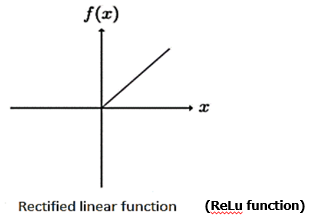 f(x)
x
Rectified linear function (ReLu function)